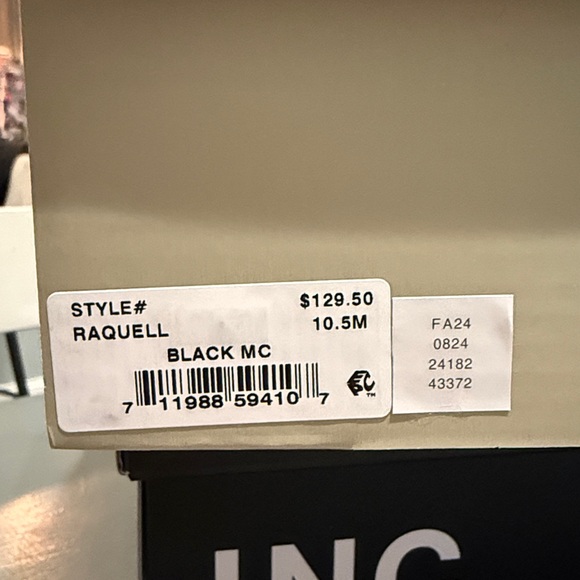 STYLE# $129.50
RAQUELL 10.5M
BLACK MC
7 11988 59410 7
FA24
0824
24182
43372
INC